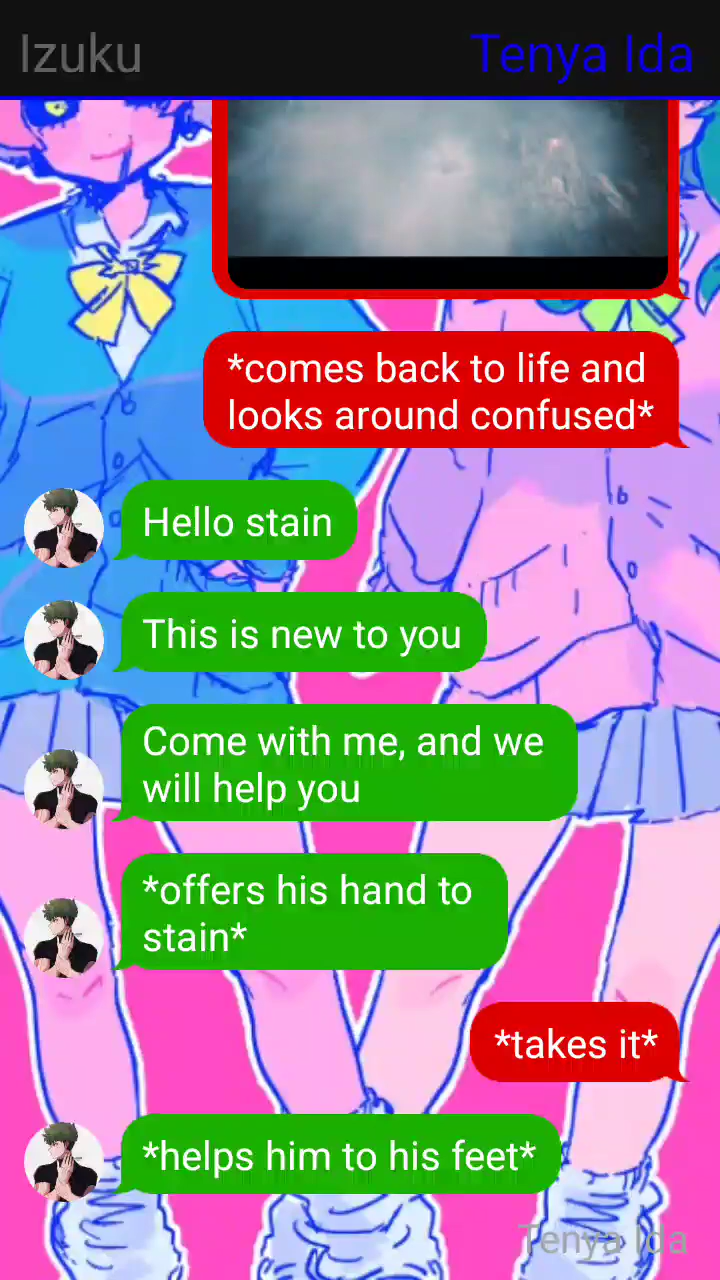 Izuku
Tenya Ida
*comes back to life and
looks around confused*
Hello stain
This is new to you
Come with me, and we
will help you
*offers his hand to
stain*
*takes it*
*helps him to his feet*
Tenya Ida